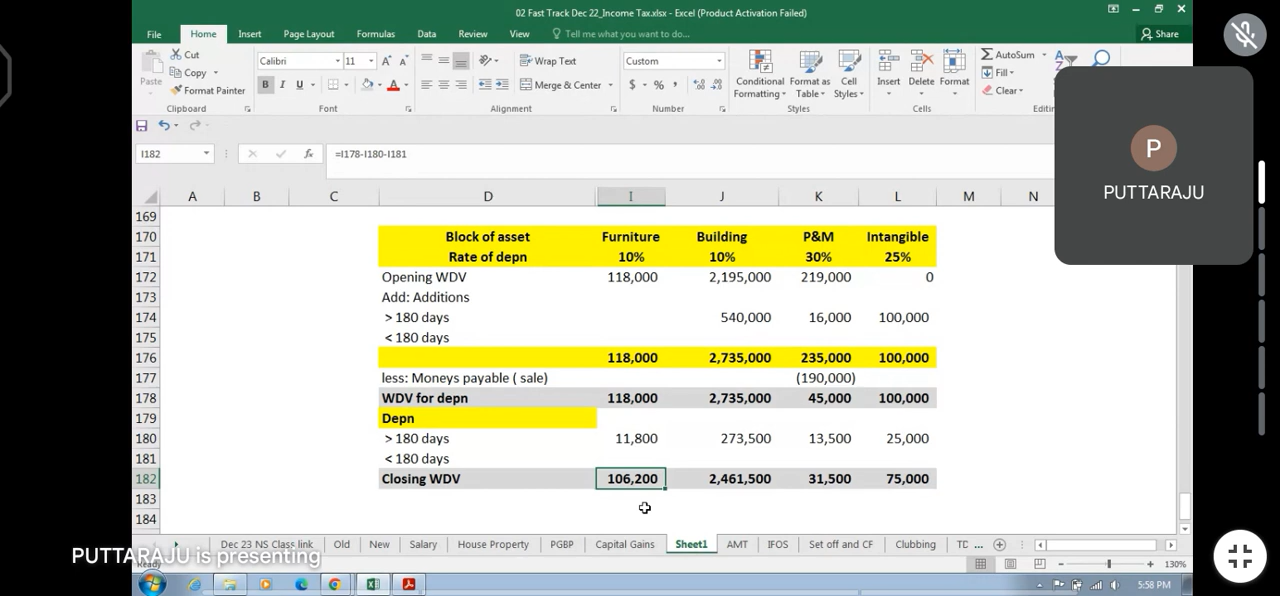 02 Fast Track Dec 22_Income Tax.xlsx - Excel (Product Activation Failed)
File Home Insert Page Layout Formulas Data Review View Tell me what you want to do... Share
Paste Cut Copy Format Painter Clipboard
Calibri 11 A A B I U A Font
Wrap Text Merge & Center Alignment
Custom $ % , Number
Conditional Formatting Format as Table Cell Styles Styles
Insert Delete Format Cells
AutoSum Fill Clear
P
PUTTARAJU
I182 fx =I178-I180-I181
A B C D I J K L M N
169
170 Block of asset Furniture Building P&M Intangible
171 Rate of depn 10% 10% 30% 25%
172 Opening WDV 118,000 2,195,000 219,000 0
173 Add: Additions
174 > 180 days 540,000 16,000 100,000
175 < 180 days
176 118,000 2,735,000 235,000 100,000
177 less: Moneys payable ( sale) (190,000)
178 WDV for depn 118,000 2,735,000 45,000 100,000
179 Depn
180 > 180 days 11,800 273,500 13,500 25,000
181 < 180 days
182 Closing WDV 106,200 2,461,500 31,500 75,000
183
184
Dec 23 NS Class link Old New Salary House Property PGBP Capital Gains Sheet1 AMT IFOS Set off and CF Clubbing ...
PUTTARAJU is presenting
130%
5:58 PM